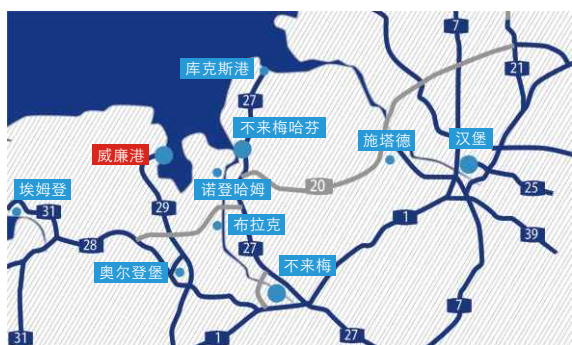 7
21
库克斯港
27
不来梅哈芬
施塔德
汉堡
威廉港
埃姆登
诺登哈姆
20
25
31
29
1
布拉克
39
28
27
奥尔登堡
不来梅
7
31
1
27